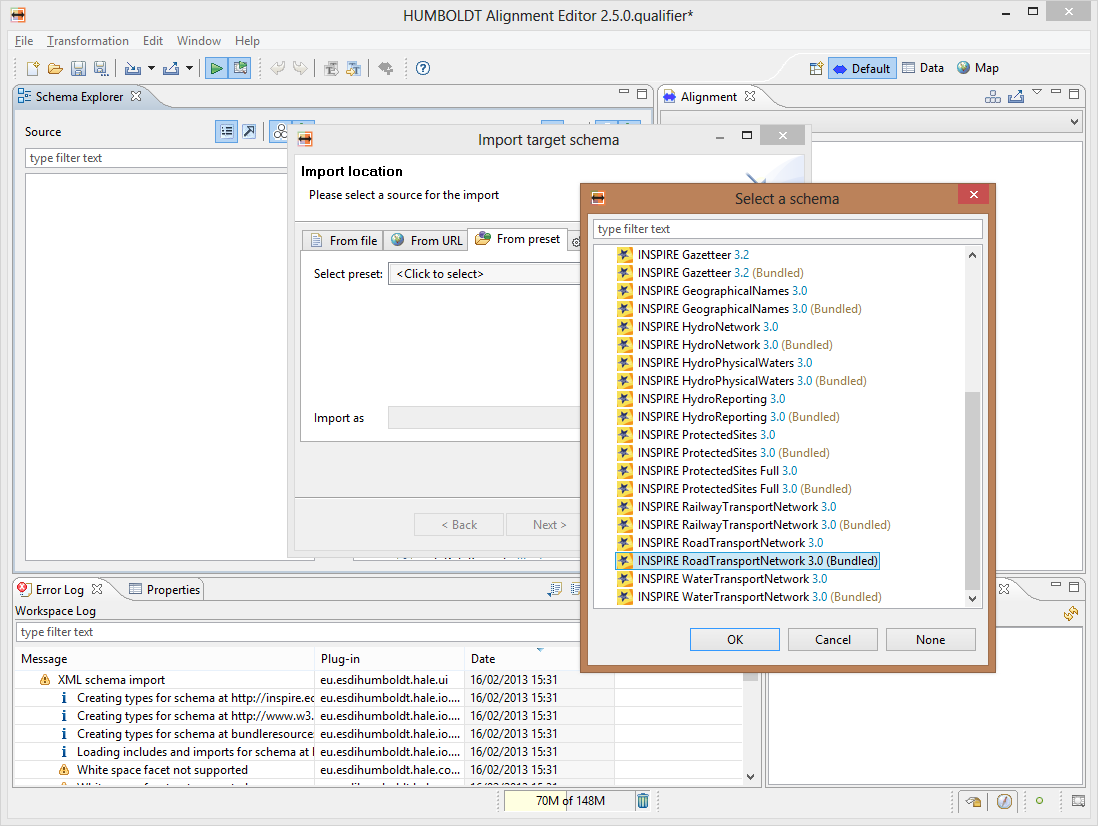 HUMBOLDT Alignment Editor 2.5.0.qualifier*
File Transformation Edit Window Help
Default Data Map
Schema Explorer
Alignment
Source
type filter text
Import target schema
Import location
Please select a source for the import
From file From URL From preset
Select preset: <Click to select>
Import as
< Back Next >
Select a schema
type filter text
INSPIRE Gazetteer 3.2
INSPIRE Gazetteer 3.2 (Bundled)
INSPIRE GeographicalNames 3.0
INSPIRE GeographicalNames 3.0 (Bundled)
INSPIRE HydroNetwork 3.0
INSPIRE HydroNetwork 3.0 (Bundled)
INSPIRE HydroPhysicalWaters 3.0
INSPIRE HydroPhysicalWaters 3.0 (Bundled)
INSPIRE HydroReporting 3.0
INSPIRE HydroReporting 3.0 (Bundled)
INSPIRE ProtectedSites 3.0
INSPIRE ProtectedSites 3.0 (Bundled)
INSPIRE ProtectedSites Full 3.0
INSPIRE ProtectedSites Full 3.0 (Bundled)
INSPIRE RailwayTransportNetwork 3.0
INSPIRE RailwayTransportNetwork 3.0 (Bundled)
INSPIRE RoadTransportNetwork 3.0
INSPIRE RoadTransportNetwork 3.0 (Bundled)
INSPIRE WaterTransportNetwork 3.0
INSPIRE WaterTransportNetwork 3.0 (Bundled)
OK Cancel None
Error Log Properties
Workspace Log
type filter text
Message Plug-in Date
XML schema import eu.esdihumboldt.hale.ui 16/02/2013 15:31
Creating types for schema at http://inspire.ec eu.esdihumboldt.hale.io.... 16/02/2013 15:31
Creating types for schema at http://www.w3. eu.esdihumboldt.hale.io.... 16/02/2013 15:31
Creating types for schema at bundleresource eu.esdihumboldt.hale.io.... 16/02/2013 15:31
Loading includes and imports for schema at eu.esdihumboldt.hale.io.... 16/02/2013 15:31
White space facet not supported eu.esdihumboldt.hale.co... 16/02/2013 15:31
70M of 148M